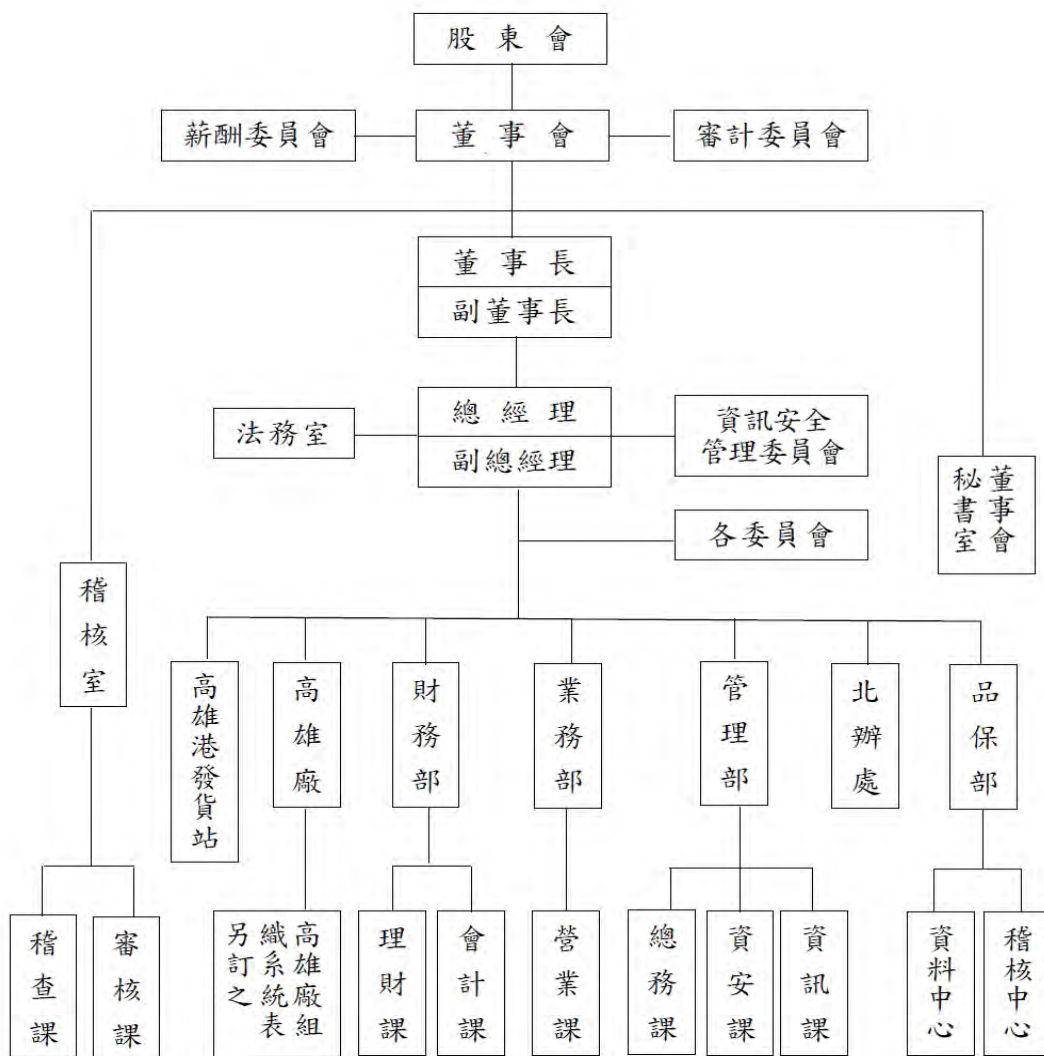 股東會
薪酬委員會
董事會
審計委員會
董事長
副董事長
法務室
總經理
副總經理
資訊安全
管理委員會
各委員會
董事會
秘書室
稽核室
高雄港發貨站
高雄廠
財務部
業務部
管理部
北辦處
品保部
稽查課
審核課
高雄廠組
織系統表
另訂之
理財課
會計課
營業課
總務課
資安課
資訊課
資料中心
稽核中心